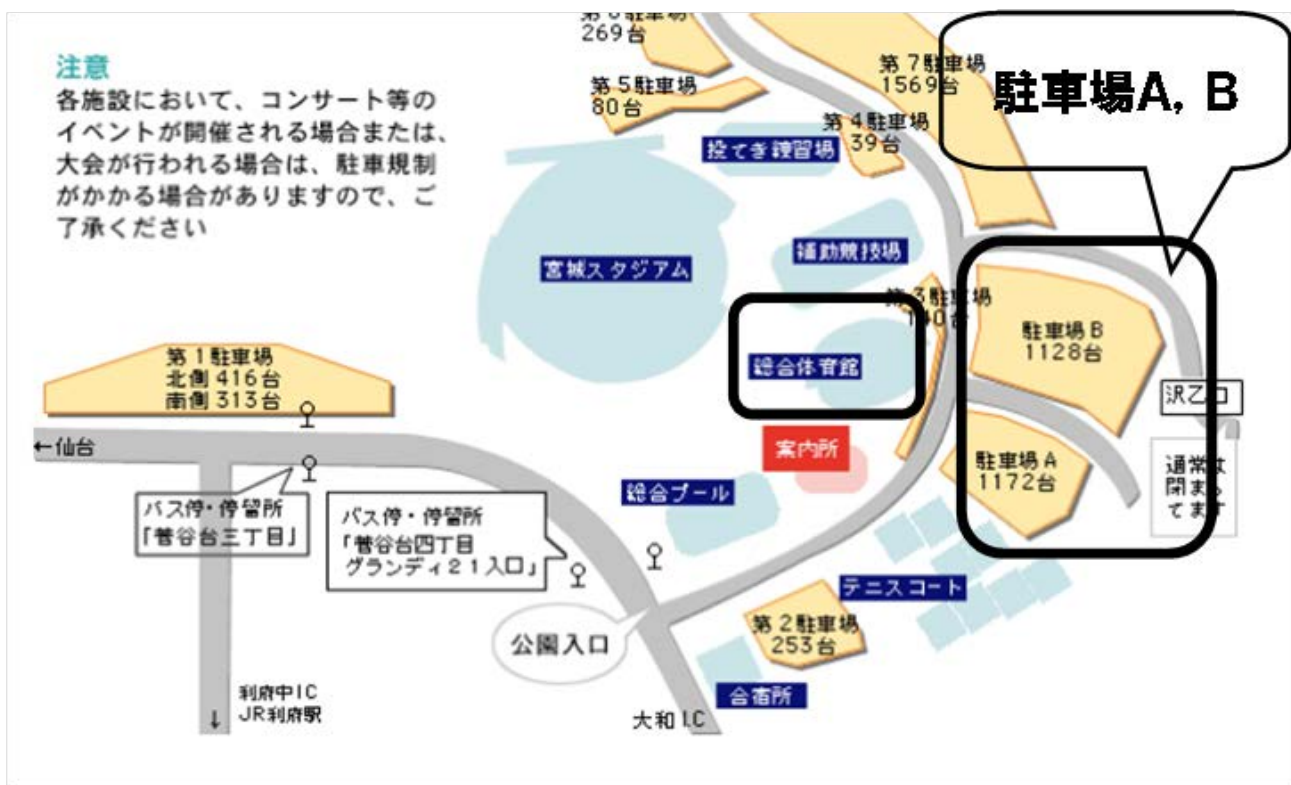 269台
第5駐車場
80台
第7駐車場
1569台
第4駐車場
39台
駐車場A, B
注意
各施設において、コンサート等の
イベントが開催される場合または、
大会が行われる場合は、駐車規制
がかかる場合がありますので、ご
了承ください
投てき練習場
補助競技場
宮城スタジアム
第3駐車場
140台
総合体育館
駐車場B
1128台
第1駐車場
北側416台
南側313台
沢乙口
←仙台
案内所
駐車場A
1172台
通常は
閉まっ
てます
総合プール
バス停・停留所
「菅谷台三丁目」
バス停・停留所
「菅谷台四丁目
グランディ21入口」
テニスコート
第2駐車場
253台
公園入口
合宿所
利府中IC
↓ JR利府駅
大和I.C